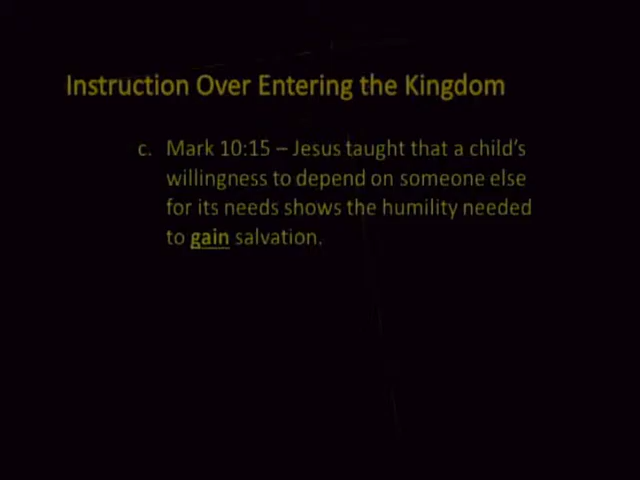 Instruction Over Entering the Kingdom
c. Mark 10:15 – Jesus taught that a child's
willingness to depend on someone else
for its needs shows the humility needed
to gain salvation.